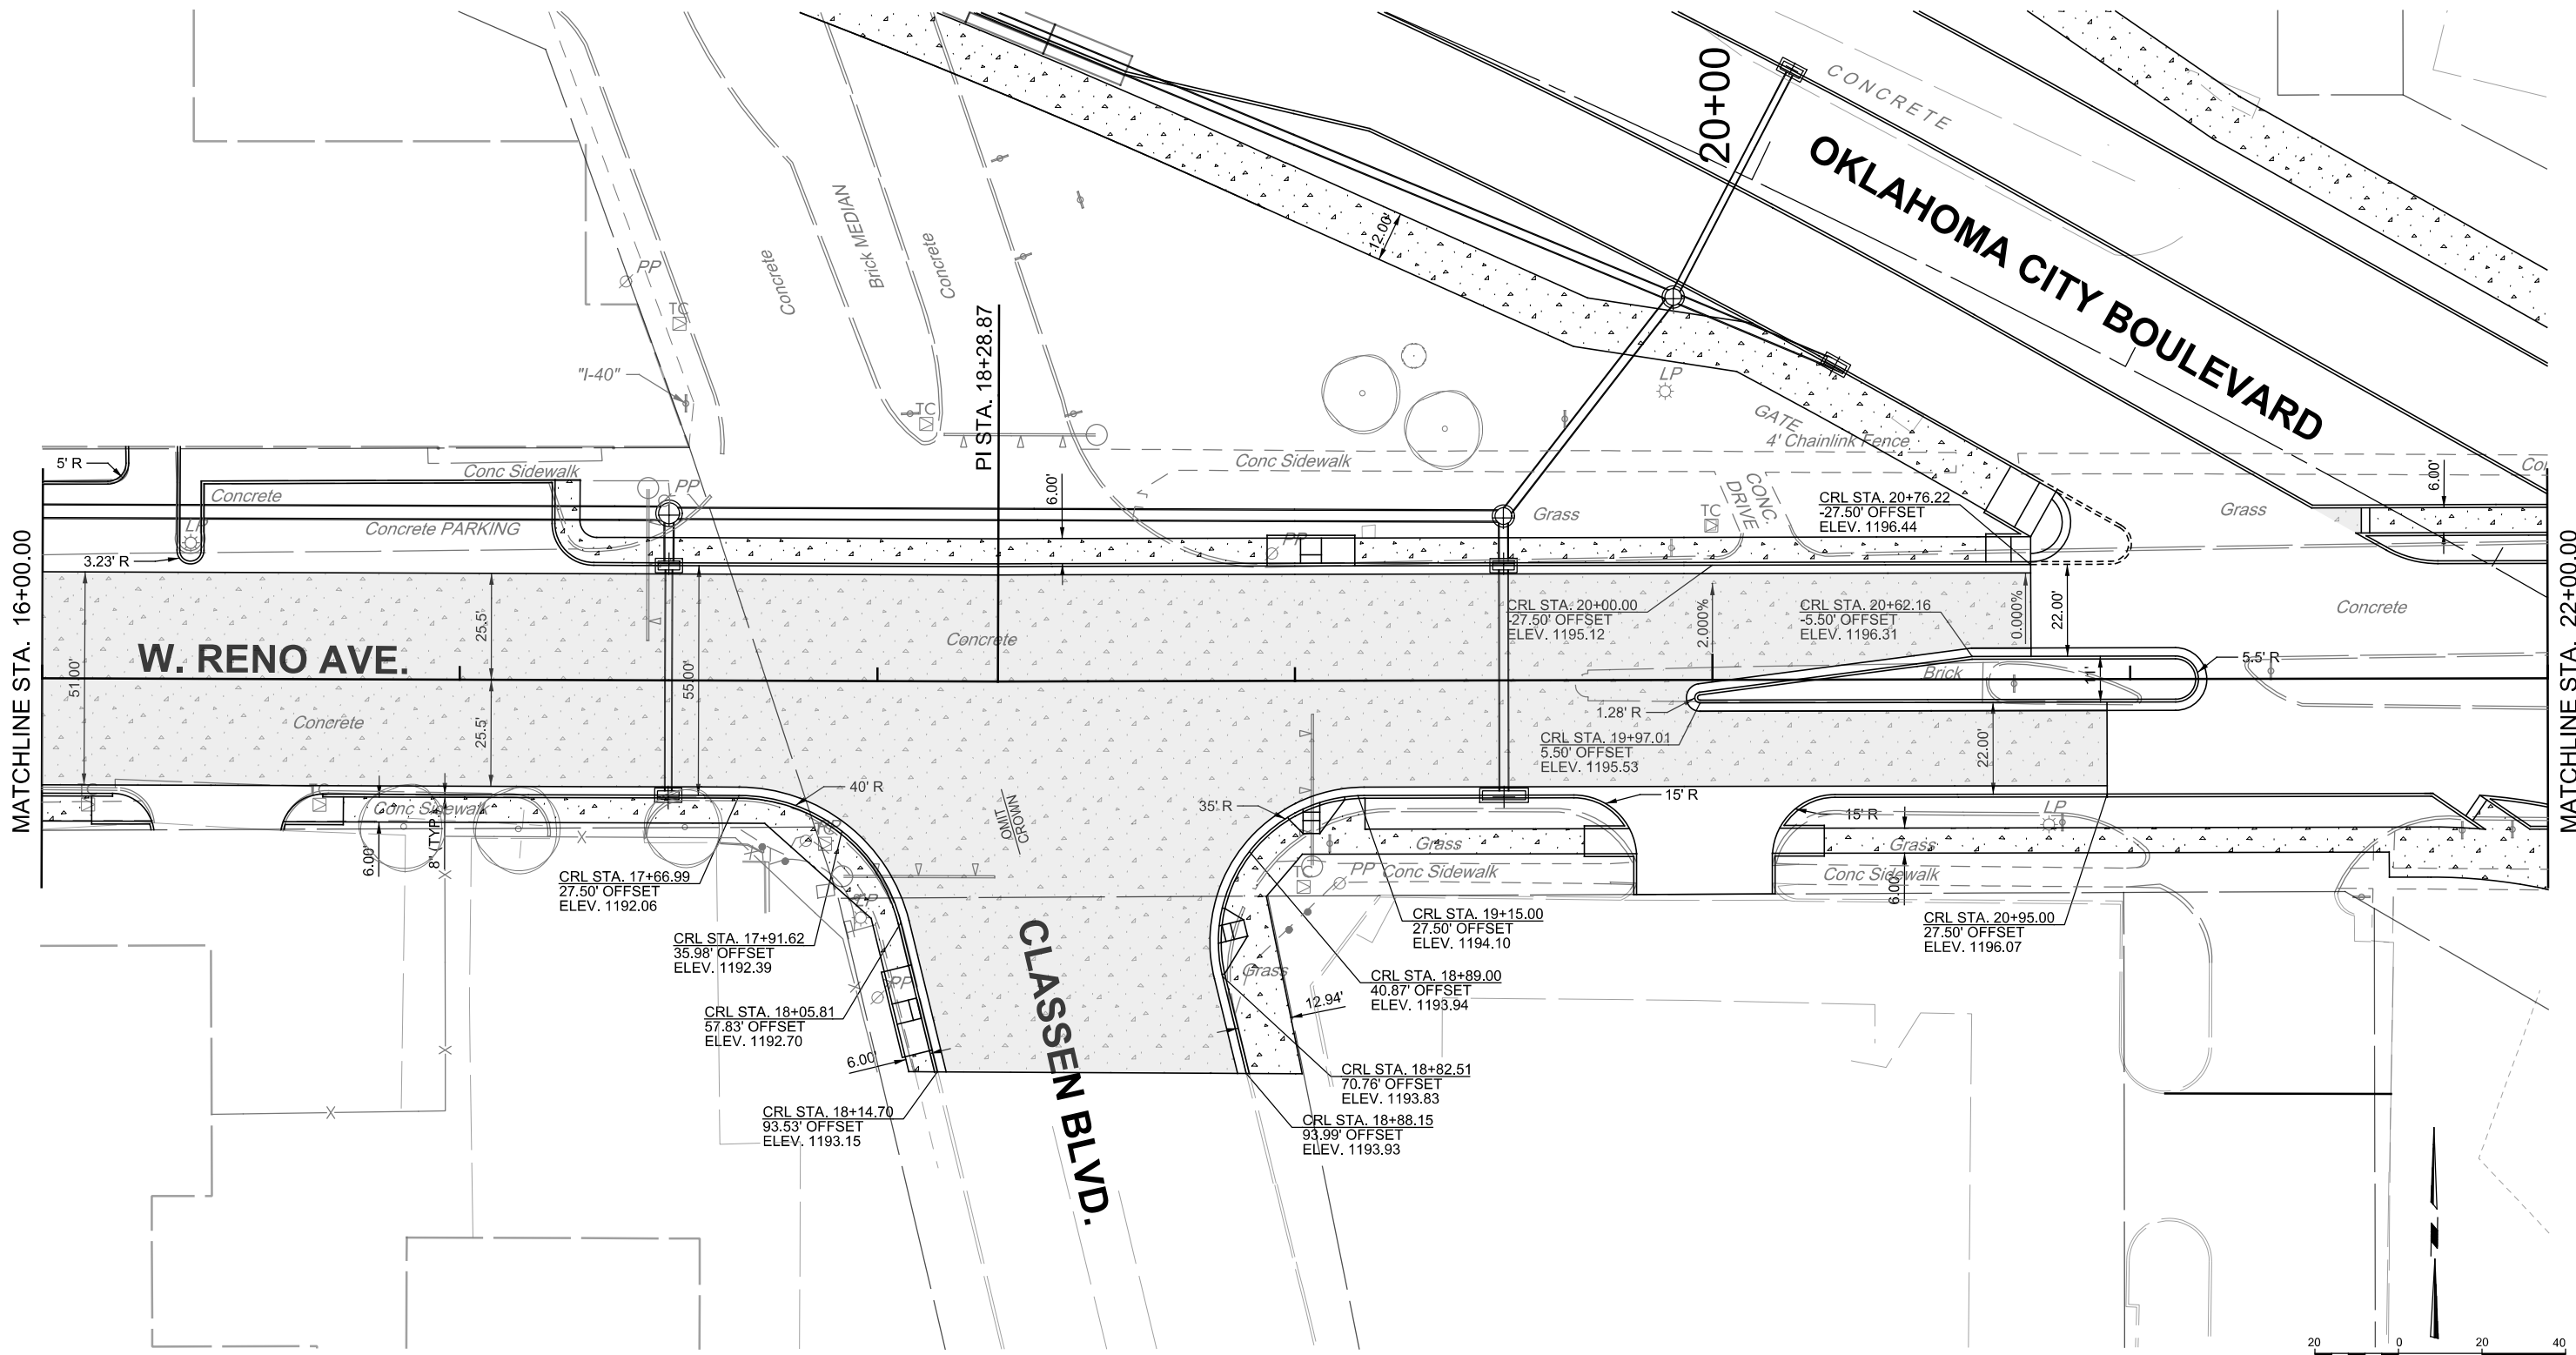 20+00
CONCRETE
OKLAHOMA CITY BOULEVARD
Concrete
Brick MEDIAN
Concrete
12.00'
PP
TC
"I-40"
TC
PI STA. 18+28.87
LP
GATE
4' Chainlink Fence
5' R
Conc Sidewalk
Conc Sidewalk
Concrete
PP
6.00'
6.00'
Concrete PARKING
LP
Grass
TC
CONC.
DRIVE
CRL STA. 20+76.22
-27.50' OFFSET
ELEV. 1196.44
Grass
3.23' R
PP
MATCHLINE STA. 16+00.00
MATCHLINE STA. 22+00.00
51.00'
25.5'
25.5'
55.00'
W. RENO AVE.
Concrete
Concrete
CRL STA. 20+00.00
-27.50' OFFSET
ELEV. 1195.12
2.000%
CRL STA. 20+62.16
-5.50' OFFSET
ELEV. 1196.31
0.000%
22.00'
Concrete
Brick
11'
5.5' R
1.28' R
CRL STA. 19+97.01
5.50' OFFSET
ELEV. 1195.53
22.00'
TC
TC
Conc Sidewalk
6.00'
8" (TYP.)
40' R
OMIT
CROWN
35' R
15' R
15' R
LP
TC
LP
PP
Grass
Conc Sidewalk
PP
TC
Grass
Conc Sidewalk
6.00'
CRL STA. 17+66.99
27.50' OFFSET
ELEV. 1192.06
CRL STA. 17+91.62
35.98' OFFSET
ELEV. 1192.39
CRL STA. 18+05.81
57.83' OFFSET
ELEV. 1192.70
6.00'
CRL STA. 18+14.70
93.53' OFFSET
ELEV. 1193.15
CLASSEN BLVD.
Grass
12.94'
CRL STA. 19+15.00
27.50' OFFSET
ELEV. 1194.10
CRL STA. 18+89.00
40.87' OFFSET
ELEV. 1193.94
CRL STA. 18+82.51
70.76' OFFSET
ELEV. 1193.83
CRL STA. 18+88.15
93.99' OFFSET
ELEV. 1193.93
CRL STA. 20+95.00
27.50' OFFSET
ELEV. 1196.07
X
X
X
X
X
N
20 0 20 40